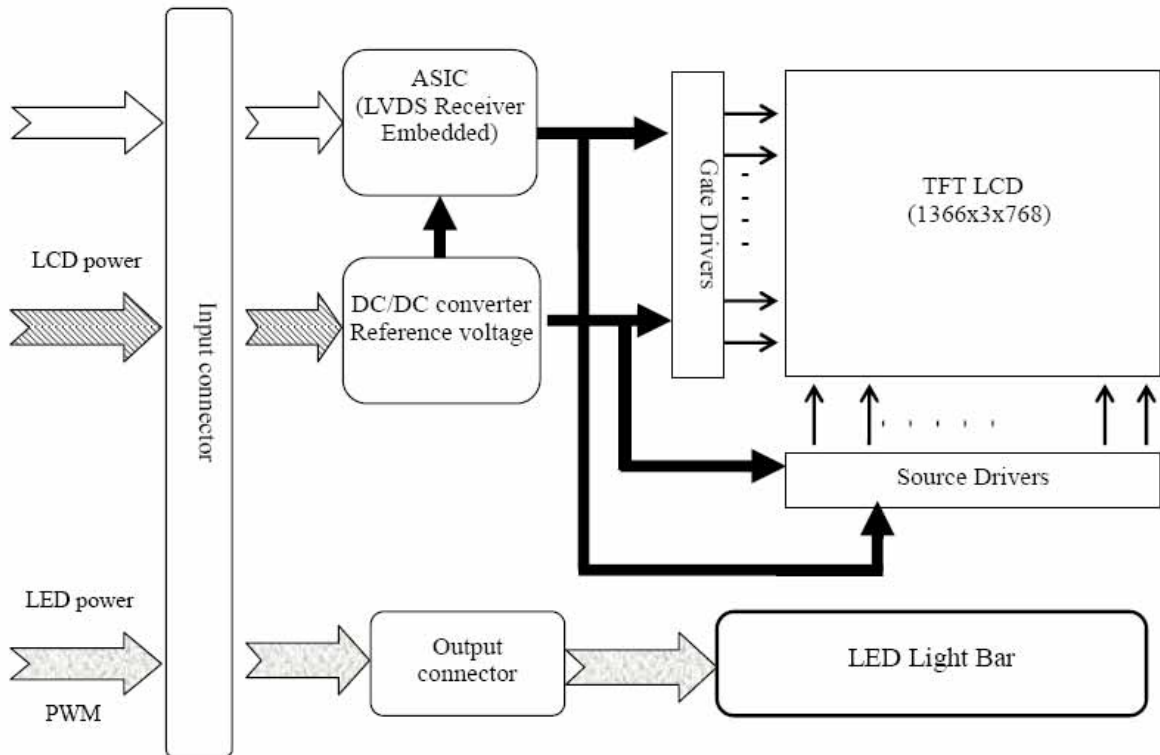 ASIC
(LVDS Receiver
Embedded)
Gate Drivers
TFT LCD
(1366x3x768)
LCD power
Input connector
DC/DC converter
Reference voltage
Source Drivers
LED power
PWM
Output
connector
LED Light Bar